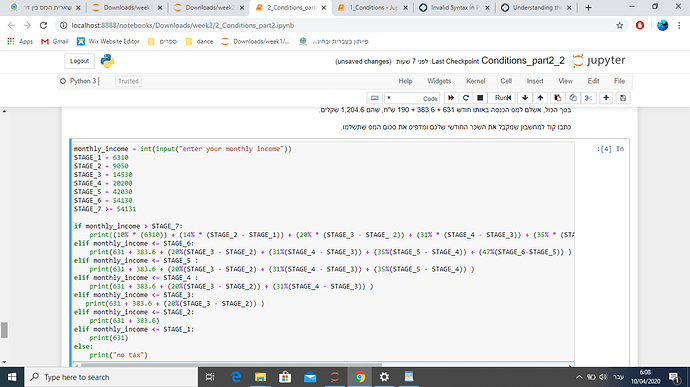 שארית החס בין דו
Downloads/week1
Downloads/week
2_Conditions_part
1_Conditions - Jup
Invalid Syntax in P
Understanding the
localhost:8888/notebooks/Downloads/week2/2_Conditions_part2.ipynb
Apps
Maps
Gmail
Wix Website Editor
dance
ספרים
Downloads/week1/...
פייתון בעברית ובחינ...
Logout
(unsaved changes) לפני 7 שעות :Last Checkpoint Conditions_part2_2
jupyter
Python 3
Trusted
Help Widgets Kernel Cell Insert View Edit File
Code
Run
בסך הכול, אשלם למס הכנסה באותו חודש 631 + 383.6 + 190 ש"ח, שהם 1,204.6 שקלים.
כתבו קוד למחשבון שמקבל את השכר החודשי שלכם ומדפיס את סכום המס שתשלמו.
:[4] In
monthly_income = int(input("enter your monthly income"))
STAGE_1 = 6310
STAGE_2 = 9050
STAGE_3 = 14530
STAGE_4 = 20200
STAGE_5 = 42030
STAGE_6 = 54130
STAGE_7 >= 54131
if monthly_income > STAGE_7:
print((10% * (6310)) + (14% * (STAGE_2 - STAGE_1)) + (20% * (STAGE_3 - STAGE_ 2)) + (31% * (STAGE_4 - STAGE_3)) + (35% * (STA
elif monthly_income <= STAGE_6:
print(631 + 383.6 + (20%(STAGE_3 - STAGE_2) + (31%(STAGE_4 - STAGE_3)) + (35%(STAGE_5 - STAGE_4)) + (47%(STAGE_6-STAGE_5)) )
elif monthly_income <= STAGE_5 :
print(631 + 383.6 + (20%(STAGE_3 - STAGE_2) + (31%(STAGE_4 - STAGE_3)) + (35%(STAGE_5 - STAGE_4)) )
elif monthly_income <= STAGE_4 :
print(631 + 383.6 + (20%(STAGE_3 - STAGE_2)) + (31%(STAGE_4 - STAGE_3)) )
elif monthly_income <= STAGE_3:
print(631 + 383.6 + (20%(STAGE_3 - STAGE_2)) )
elif monthly_income <= STAGE_2:
print(631 + 383.6)
elif monthly_income <= STAGE_1:
print(631)
else:
print("no tax")
Type here to search
עבר
6:08
10/04/2020